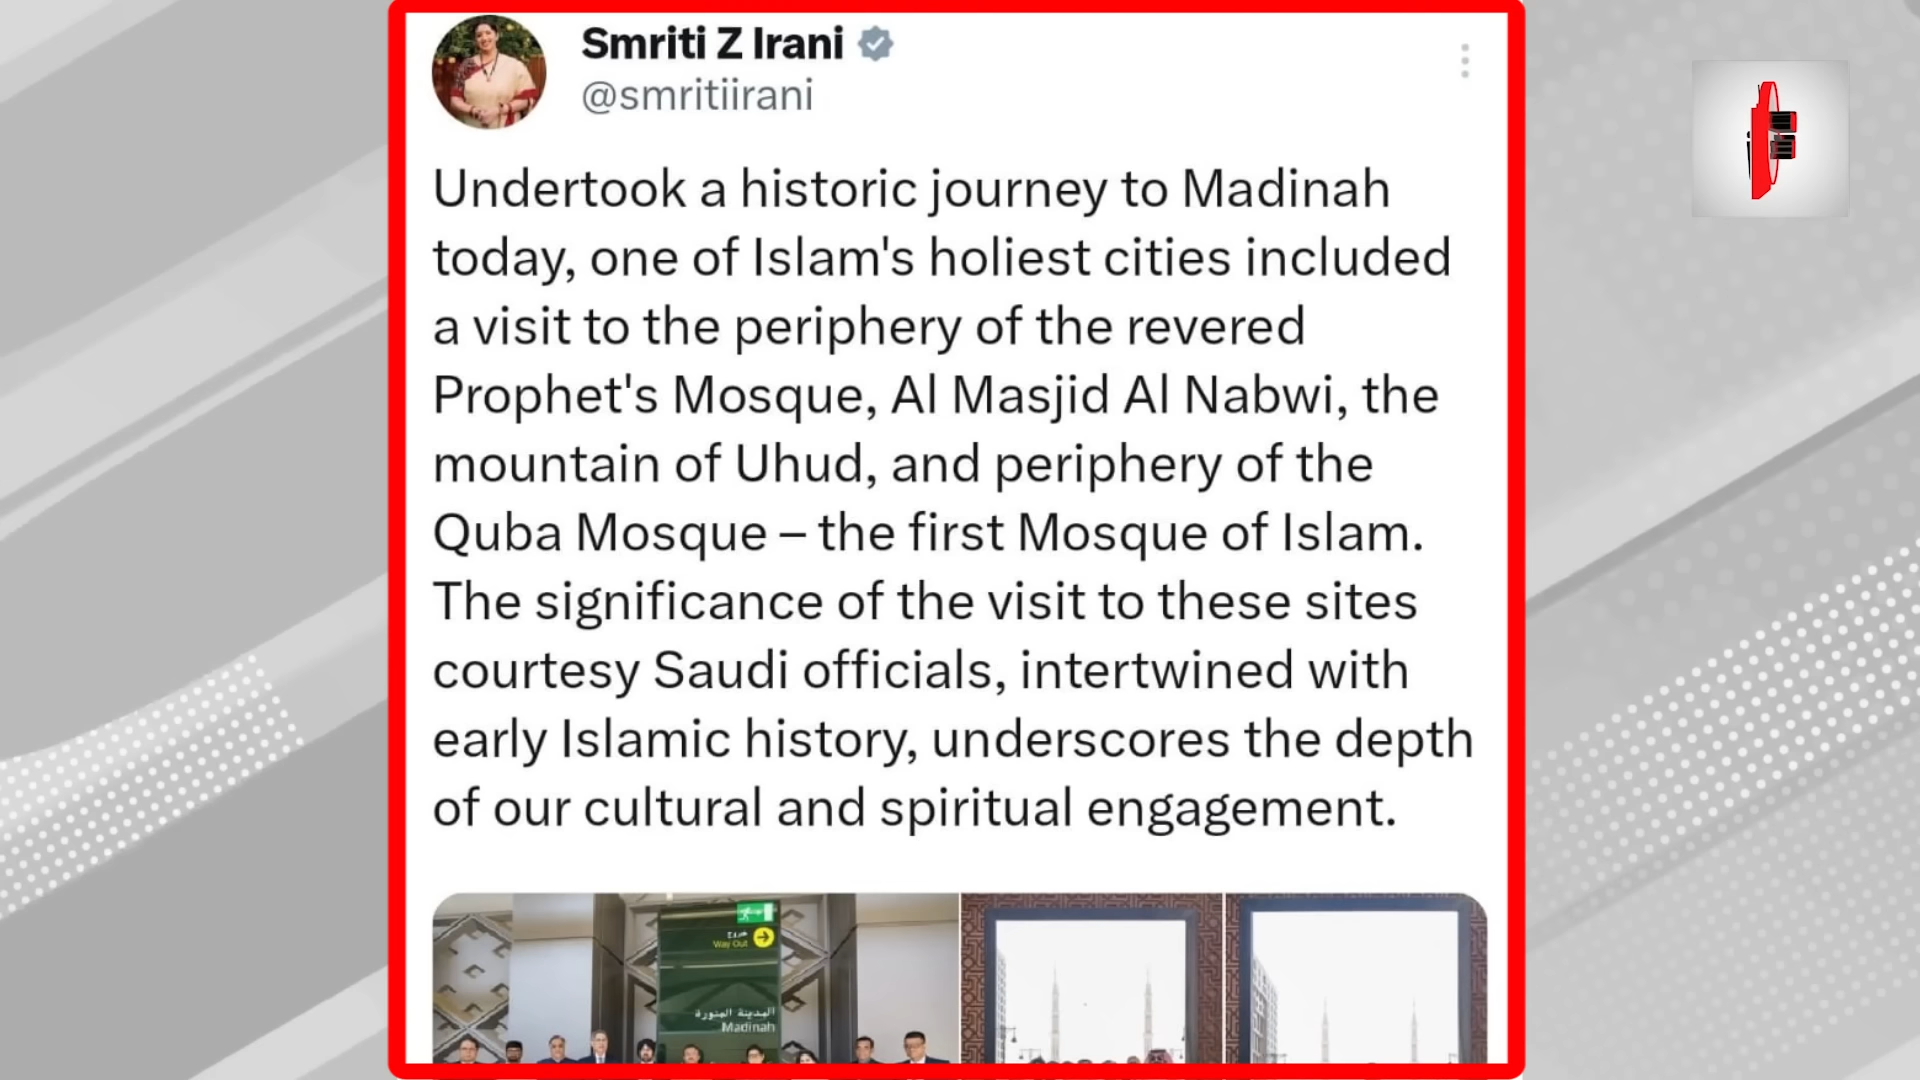 Smriti Z Irani
@smritiirani
Undertook a historic journey to Madinah
today, one of Islam's holiest cities included
a visit to the periphery of the revered
Prophet's Mosque, Al Masjid Al Nabwi, the
mountain of Uhud, and periphery of the
Quba Mosque – the first Mosque of Islam.
The significance of the visit to these sites
courtesy Saudi officials, intertwined with
early Islamic history, underscores the depth
of our cultural and spiritual engagement.
خروج
Way Out
المدينة المنورة
Madinah